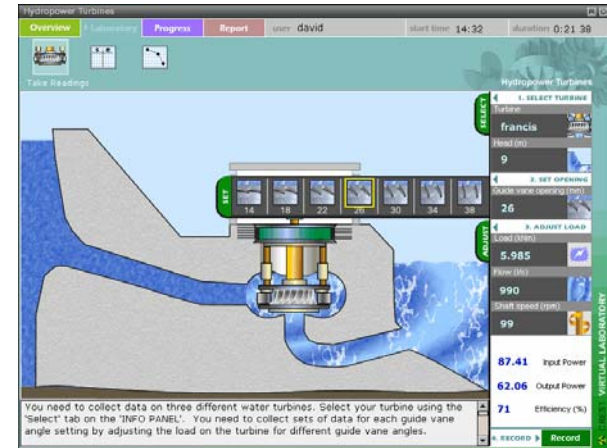 Hydropower Turbines
Overview Laboratory Progress Report user david start time 14:32 duration 0:21 38
Take Readings
Hydropower Turbines
SELECT
1. SELECT TURBINE
Turbine
francis
Head (m)
9
SET
14 18 22 26 30 34 38
2. SET OPENING
Guide vane opening (mm)
26
ADJUST
3. ADJUST LOAD
Load (kNm)
5.985
Flow (l/s)
990
Shaft speed (rpm)
99
87.41 Input Power
62.06 Output Power
71 Efficiency (%)
4. RECORD Record
VIRTUAL LABORATORY
You need to collect data on three different water turbines. Select your turbine using the
'Select' tab on the 'INFO PANEL'. You need to collect sets of data for each guide vane
angle setting by adjusting the load on the turbine for different guide vane angles.